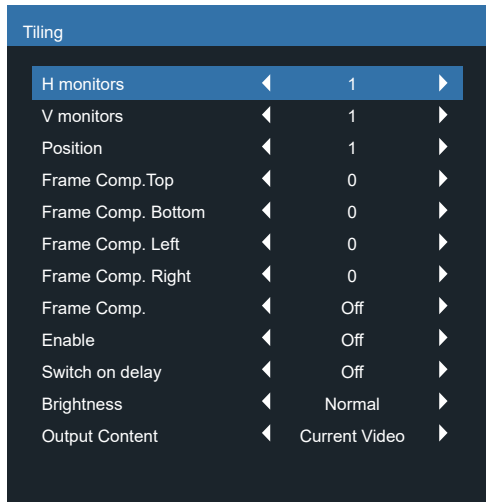 Tiling
H monitors 1
V monitors 1
Position 1
Frame Comp.Top 0
Frame Comp. Bottom 0
Frame Comp. Left 0
Frame Comp. Right 0
Frame Comp. Off
Enable Off
Switch on delay Off
Brightness Normal
Output Content Current Video